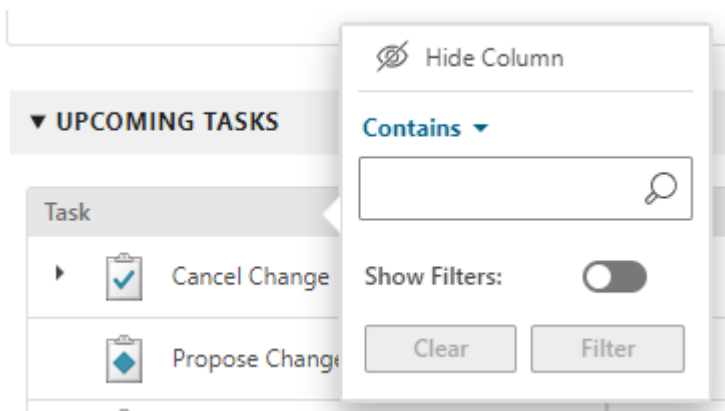 Hide Column
UPCOMING TASKS
Contains
Task
Cancel Change
Show Filters:
Propose Change
Clear
Filter